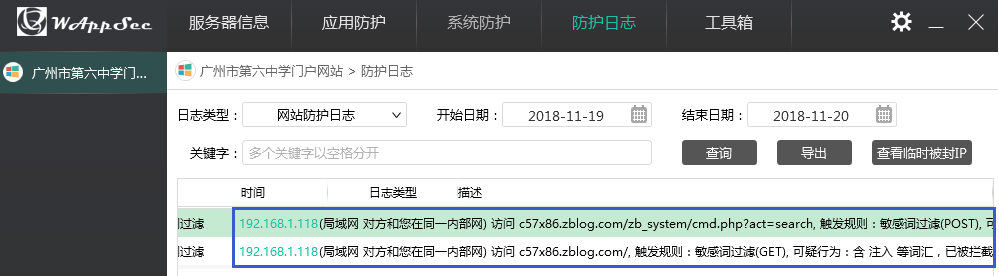 WAppSec 服务器信息 应用防护 系统防护 防护日志 工具箱
广州市第六中学门... 广州市第六中学门户网站 > 防护日志
日志类型： 网站防护日志 开始日期： 2018-11-19 结束日期： 2018-11-20
关键字： 多个关键字以空格分开 查询 导出 查看临时被封IP
时间 日志类型 描述
过滤 192.168.1.118(局域网 对方和您在同一内部网) 访问 c57x86.zblog.com/zb_system/cmd.php?act=search, 触发规则：敏感词过滤(POST), 可
过滤 192.168.1.118(局域网 对方和您在同一内部网) 访问 c57x86.zblog.com/, 触发规则：敏感词过滤(GET), 可疑行为：含 注入 等词汇，已被拦截